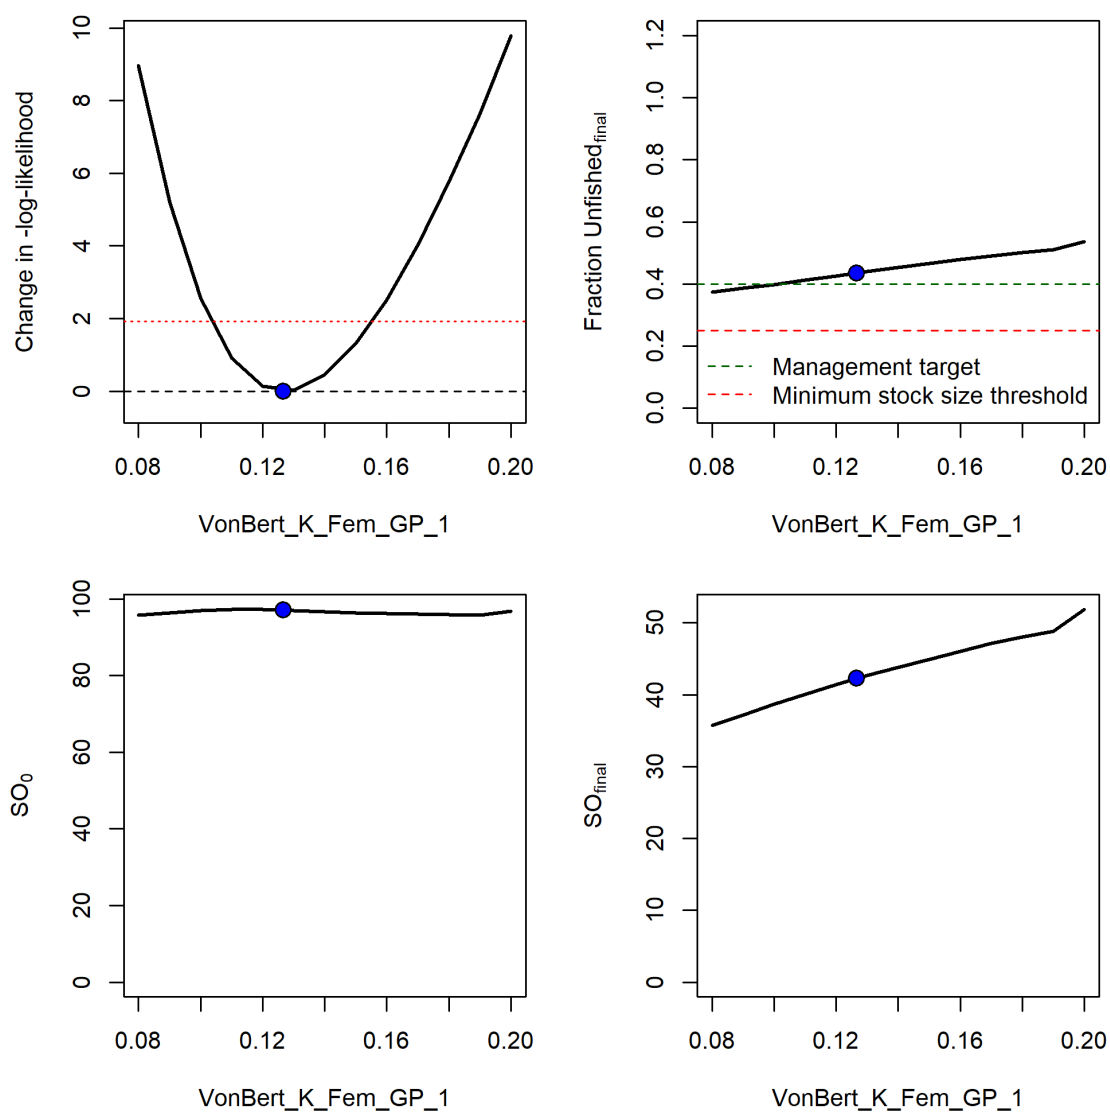 Change in -log-likelihood
10
8
6
4
2
0
0.08 0.12 0.16 0.20
VonBert_K_Fem_GP_1
Fraction Unfished_final
1.2
1.0
0.8
0.6
0.4
0.2
0.0
Management target
Minimum stock size threshold
0.08 0.12 0.16 0.20
VonBert_K_Fem_GP_1
SO₀
100
80
60
40
20
0
0.08 0.12 0.16 0.20
VonBert_K_Fem_GP_1
SO_final
50
40
30
20
10
0
0.08 0.12 0.16 0.20
VonBert_K_Fem_GP_1